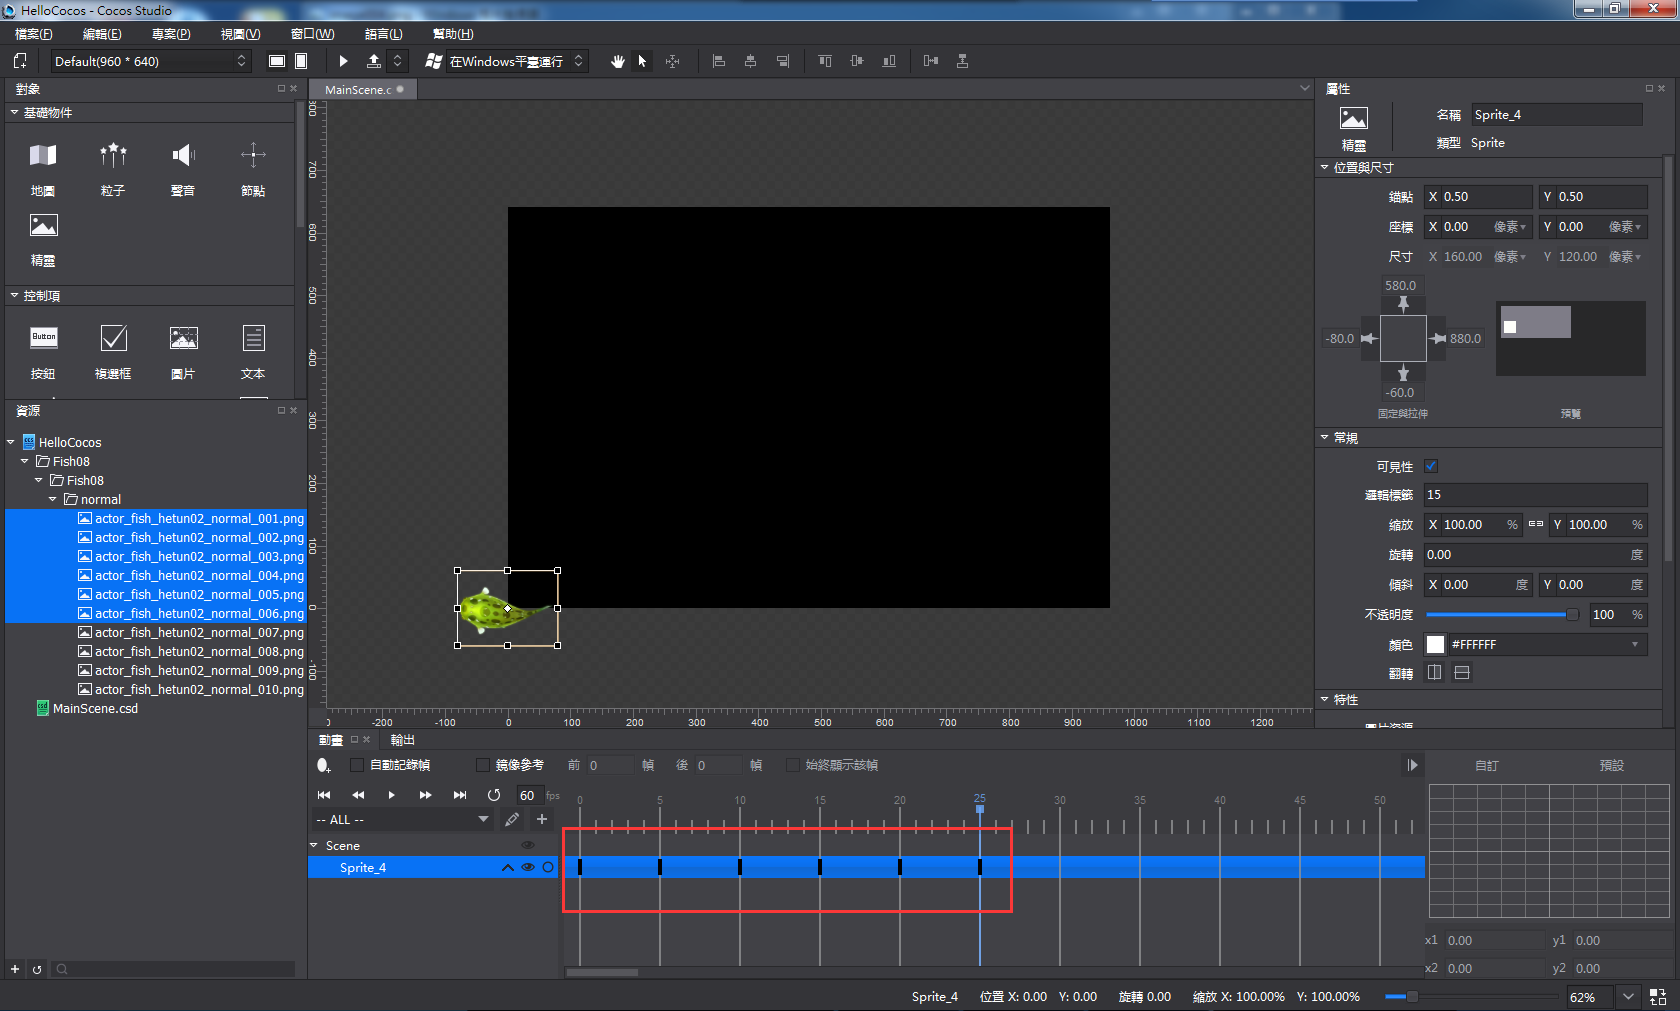 HelloCocos - Cocos Studio
檔案(F) 編輯(E) 專案(P) 視圖(V) 窗口(W) 語言(L) 幫助(H)
Default(960 * 640) 在Windows平臺運行
對象
基礎物件
地圖 粒子 聲音 節點
精靈
控制項
Button
按鈕 複選框 圖片 文本
資源
HelloCocos
Fish08
Fish08
normal
actor_fish_hetun02_normal_001.png
actor_fish_hetun02_normal_002.png
actor_fish_hetun02_normal_003.png
actor_fish_hetun02_normal_004.png
actor_fish_hetun02_normal_005.png
actor_fish_hetun02_normal_006.png
actor_fish_hetun02_normal_007.png
actor_fish_hetun02_normal_008.png
actor_fish_hetun02_normal_009.png
actor_fish_hetun02_normal_010.png
MainScene.csd
MainScene.c
700
600
500
400
300
200
100
0
-100
-200 -100 0 100 200 300 400 500 600 700 800 900 1000 1100 1200
屬性
精靈
名稱 Sprite_4
類型 Sprite
位置與尺寸
錨點 X 0.50 Y 0.50
座標 X 0.00 像素 Y 0.00 像素
尺寸 X 160.00 像素 Y 120.00 像素
580.0
-80.0 880.0
-60.0
固定與拉伸 預覽
常規
可見性
邏輯標籤 15
縮放 X 100.00 % Y 100.00 %
旋轉 0.00 度
傾斜 X 0.00 度 Y 0.00 度
不透明度 100 %
顏色 #FFFFFF
翻轉
特性
圖片資源
動畫 輸出
自動記錄幀 鏡像參考 前 0 幀 後 0 幀 始終顯示該幀
自訂 預設
60 fps
0 5 10 15 20 25 30 35 40 45 50
-- ALL --
Scene
Sprite_4
x1 0.00 y1 0.00
x2 0.00 y2 0.00
Sprite_4 位置 X: 0.00 Y: 0.00 旋轉 0.00 縮放 X: 100.00% Y: 100.00% 62%